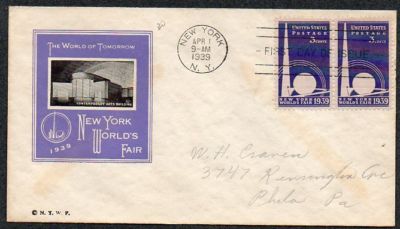 THE WORLD OF TOMORROW
CONTEMPORARY ARTS BUILDING
NEW YORK
WORLD'S
FAIR
1939
© N.Y.W.F.
20
NEW YORK
APR 1
9-AM
1939
N.Y.
FIRST DAY OF ISSUE
UNITED STATES
POSTAGE
3 CENTS
NEW YORK
WORLD'S FAIR 1939
UNITED STATES
POSTAGE
3 CENTS
NEW YORK
WORLD'S FAIR 1939
W. H. Craven
3747 Kensington Ave
Phila Pa